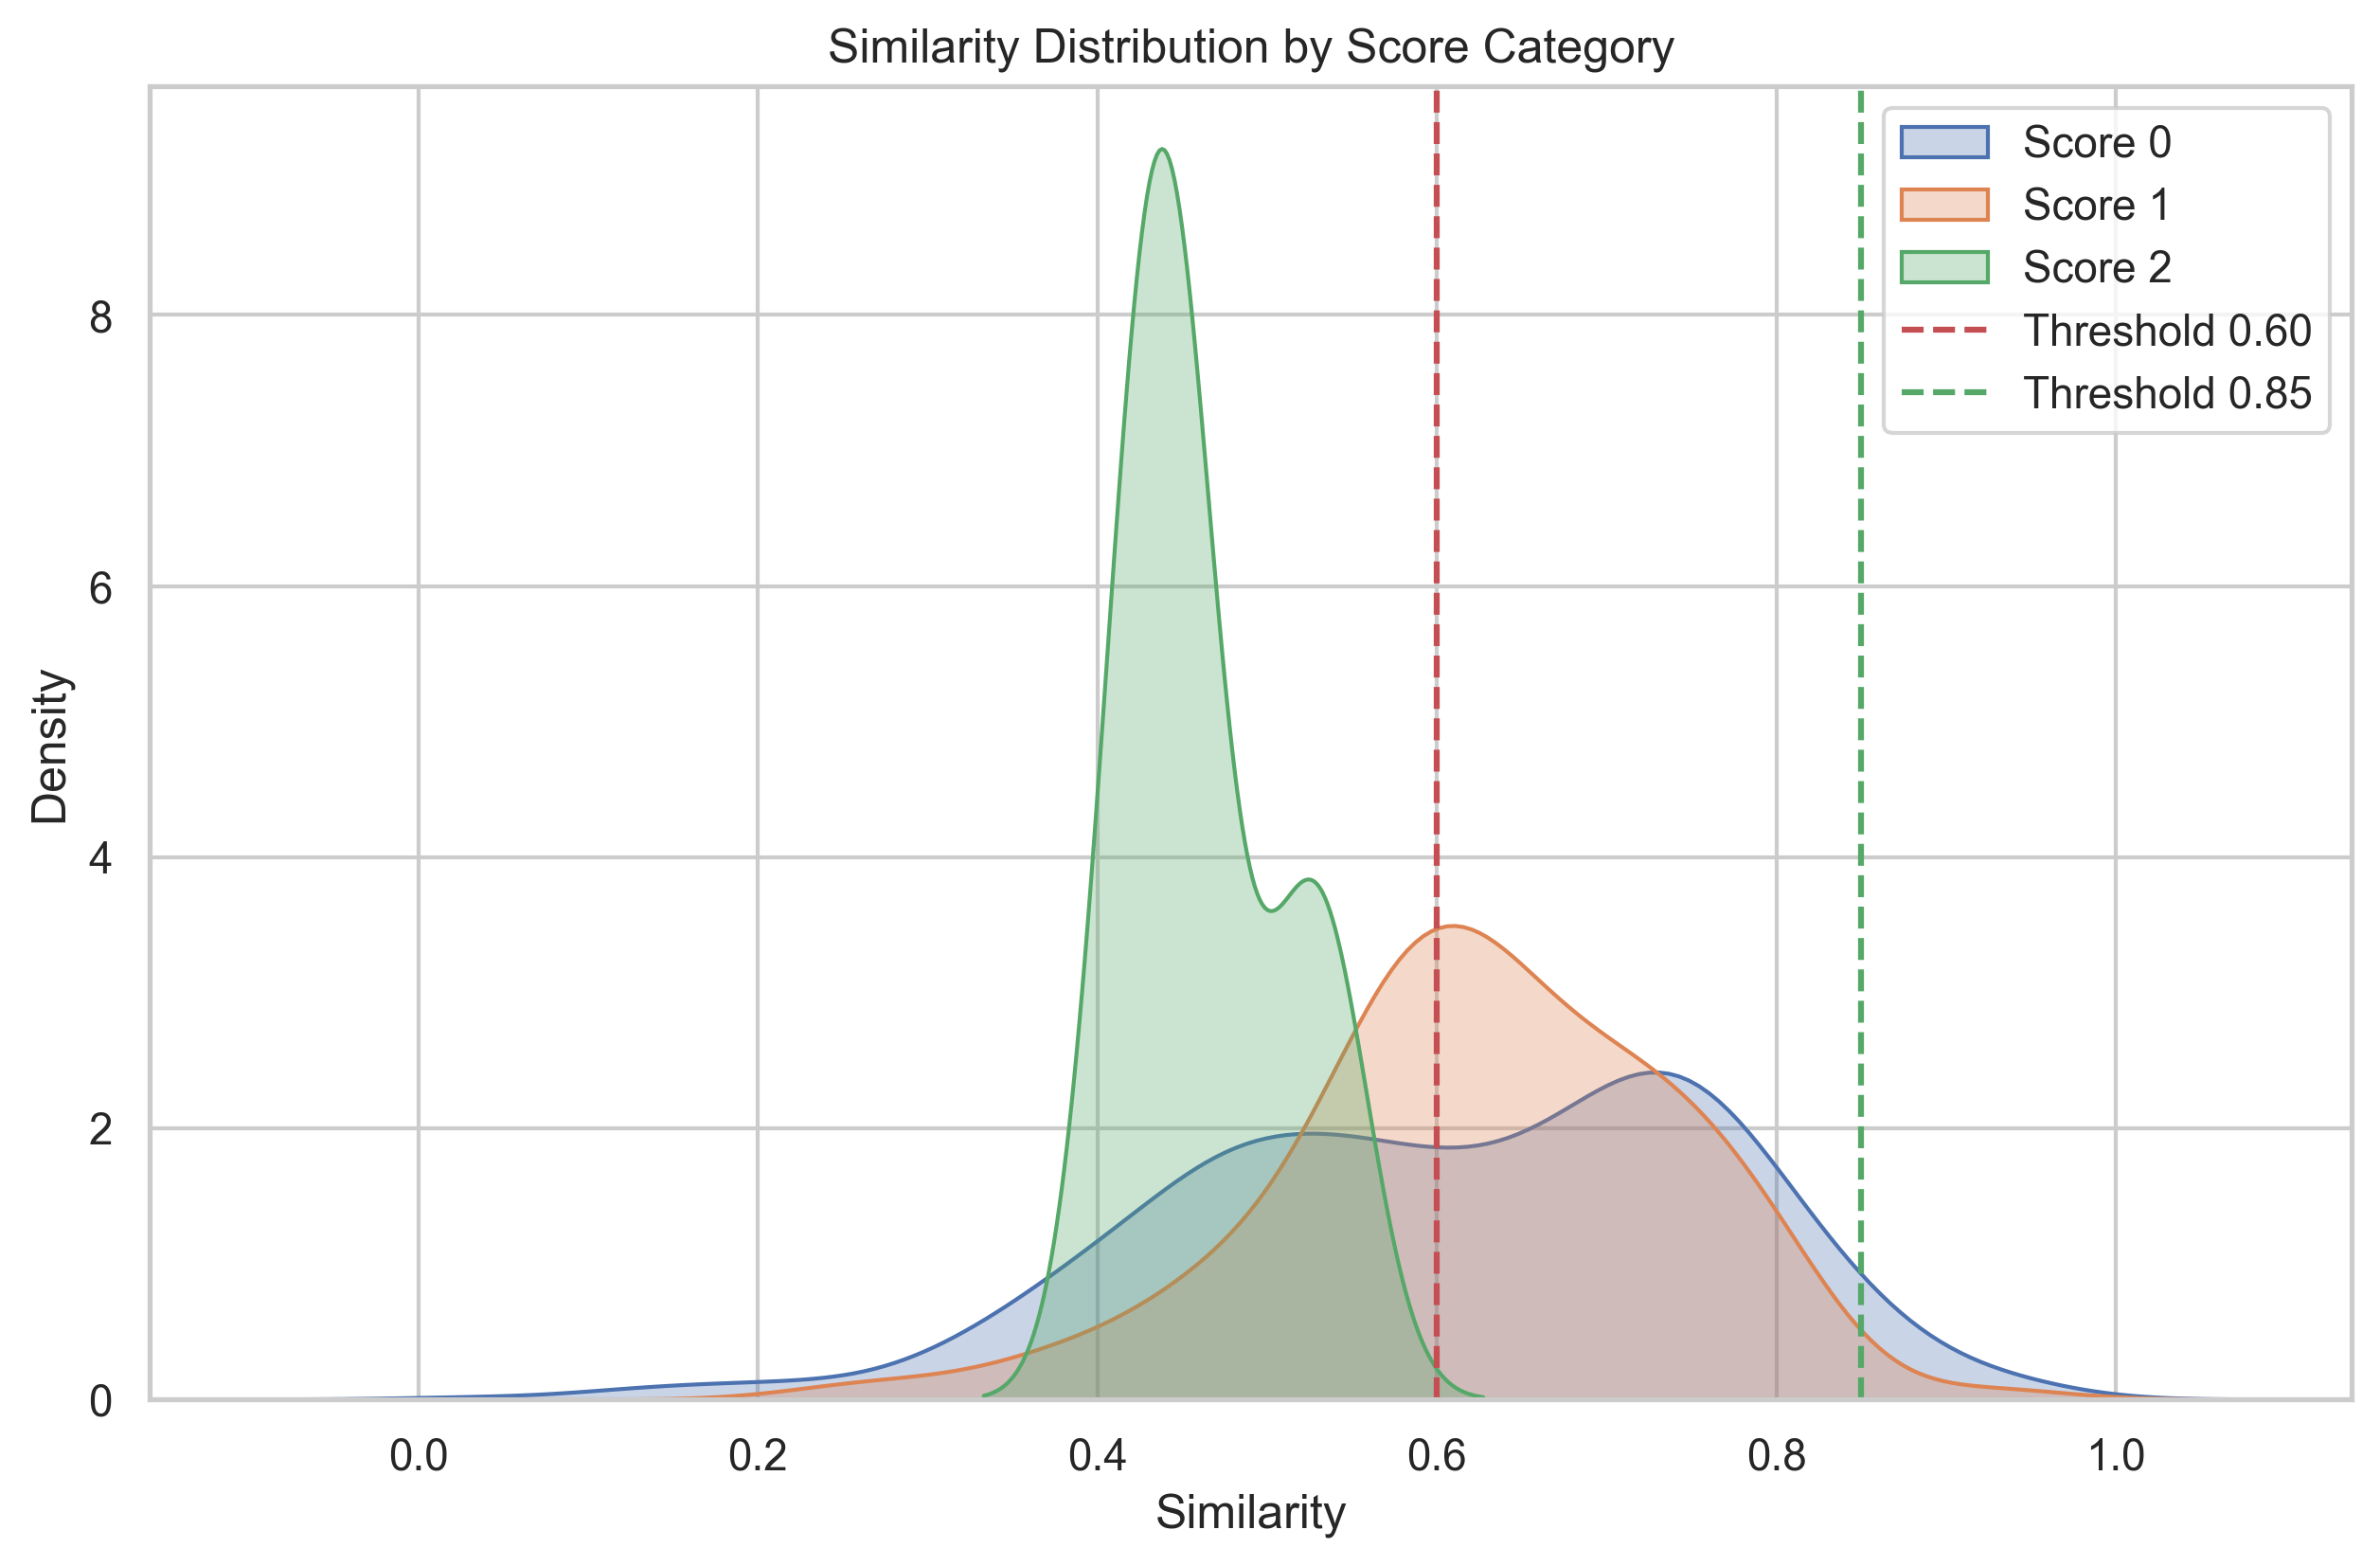 Similarity Distribution by Score Category
Score 0
Score 1
Score 2
Threshold 0.60
Threshold 0.85
8
6
4
2
0
Density
0.0 0.2 0.4 0.6 0.8 1.0
Similarity